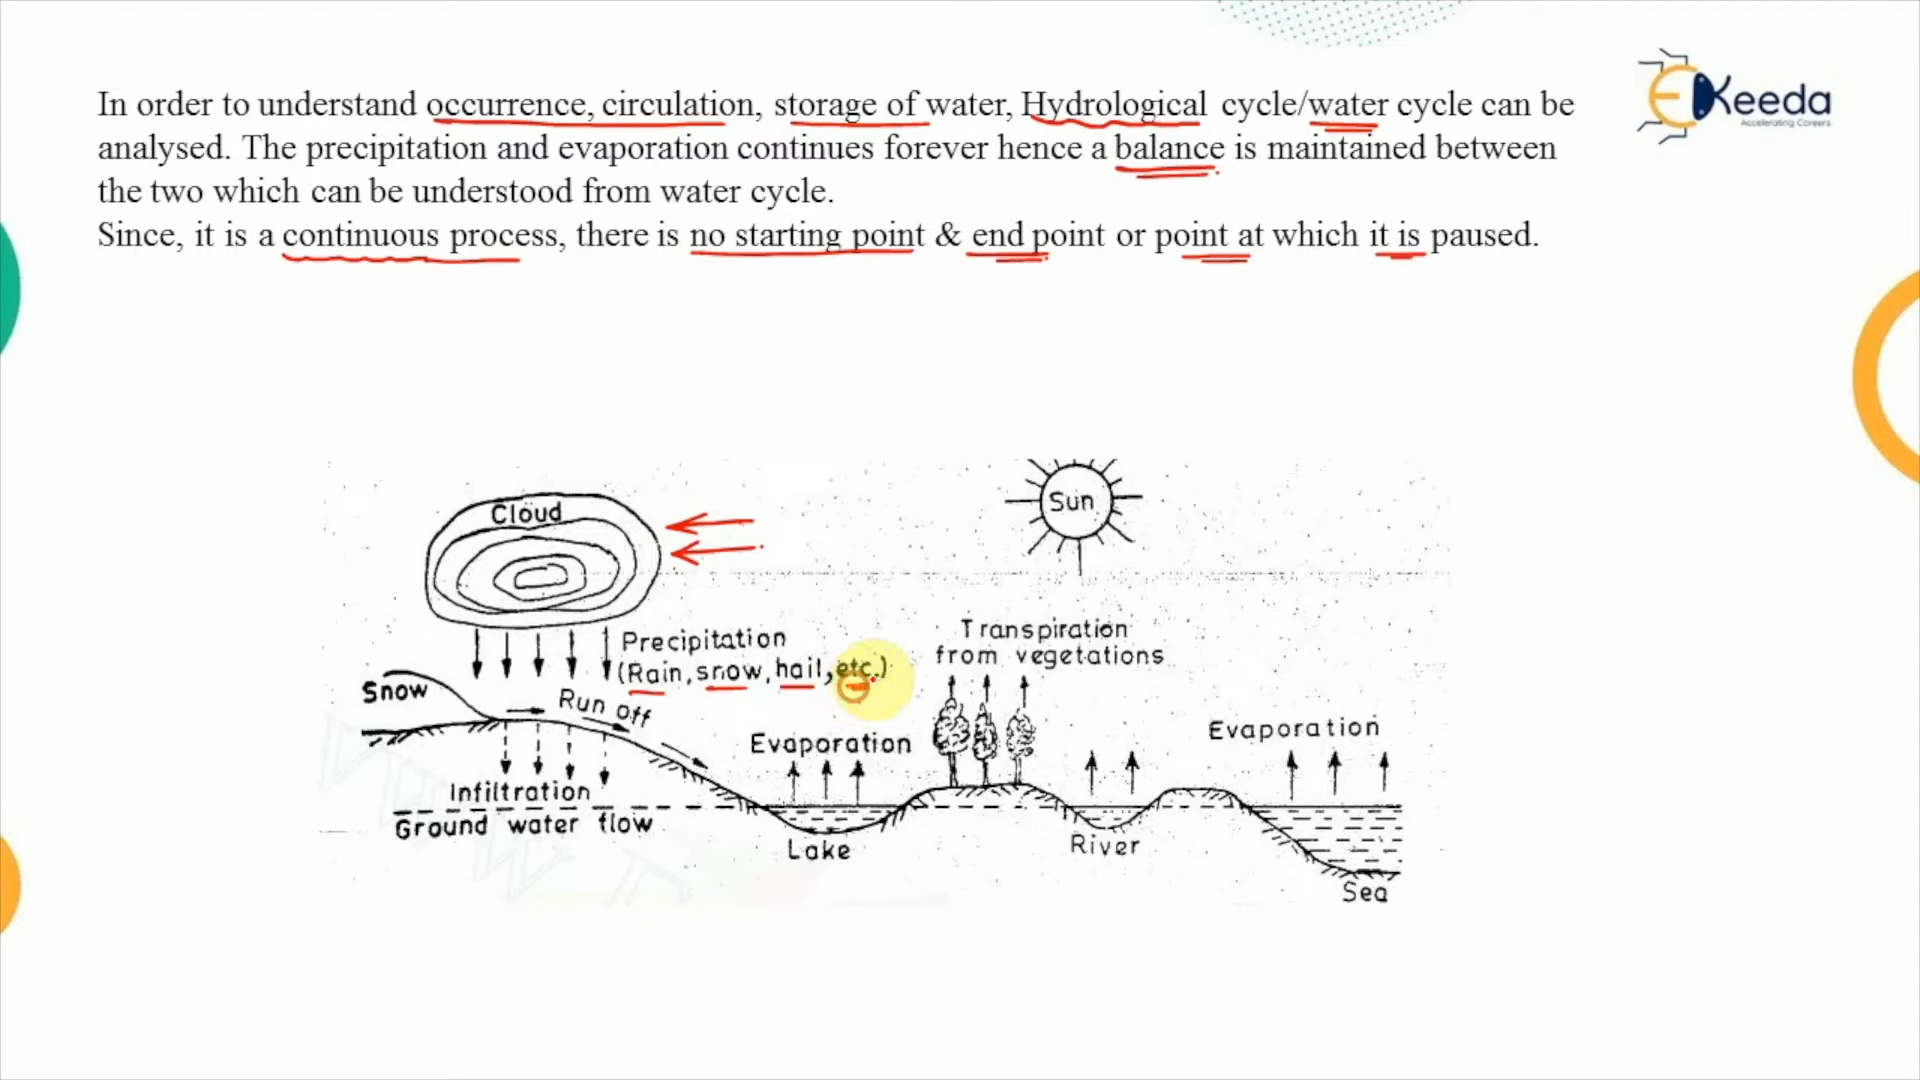 In order to understand occurrence, circulation, storage of water, Hydrological cycle/water cycle can be
analysed. The precipitation and evaporation continues forever hence a balance is maintained between
the two which can be understood from water cycle.
Since, it is a continuous process, there is no starting point & end point or point at which it is paused.
EKeeda
Accelerating Careers
Cloud
Sun
Precipitation
(Rain, snow, hail, etc.)
Transpiration
from vegetations
Snow
Run off
Evaporation
Evaporation
Infiltration
Ground water flow
Lake
River
Sea